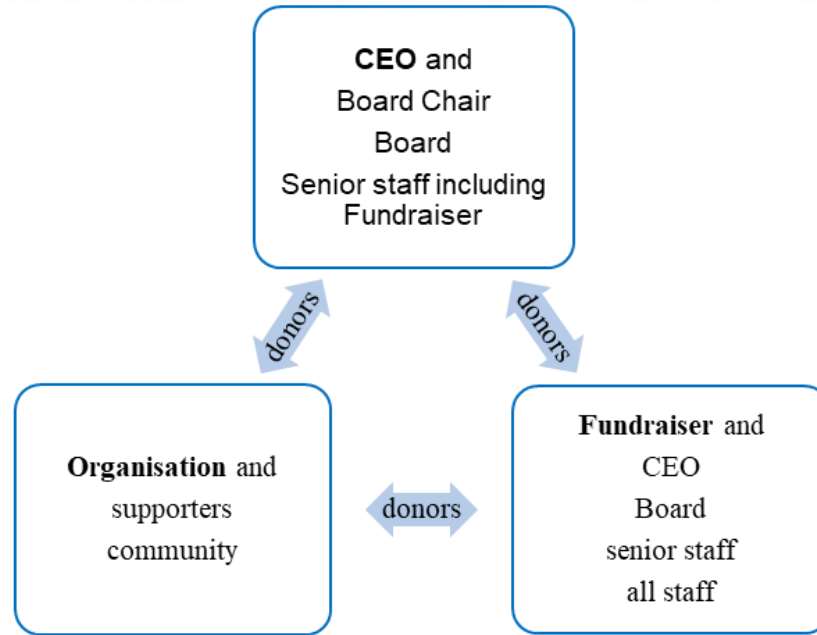 CEO and
Board Chair
Board
Senior staff including
Fundraiser
donors
donors
Organisation and
supporters
community
donors
Fundraiser and
CEO
Board
senior staff
all staff